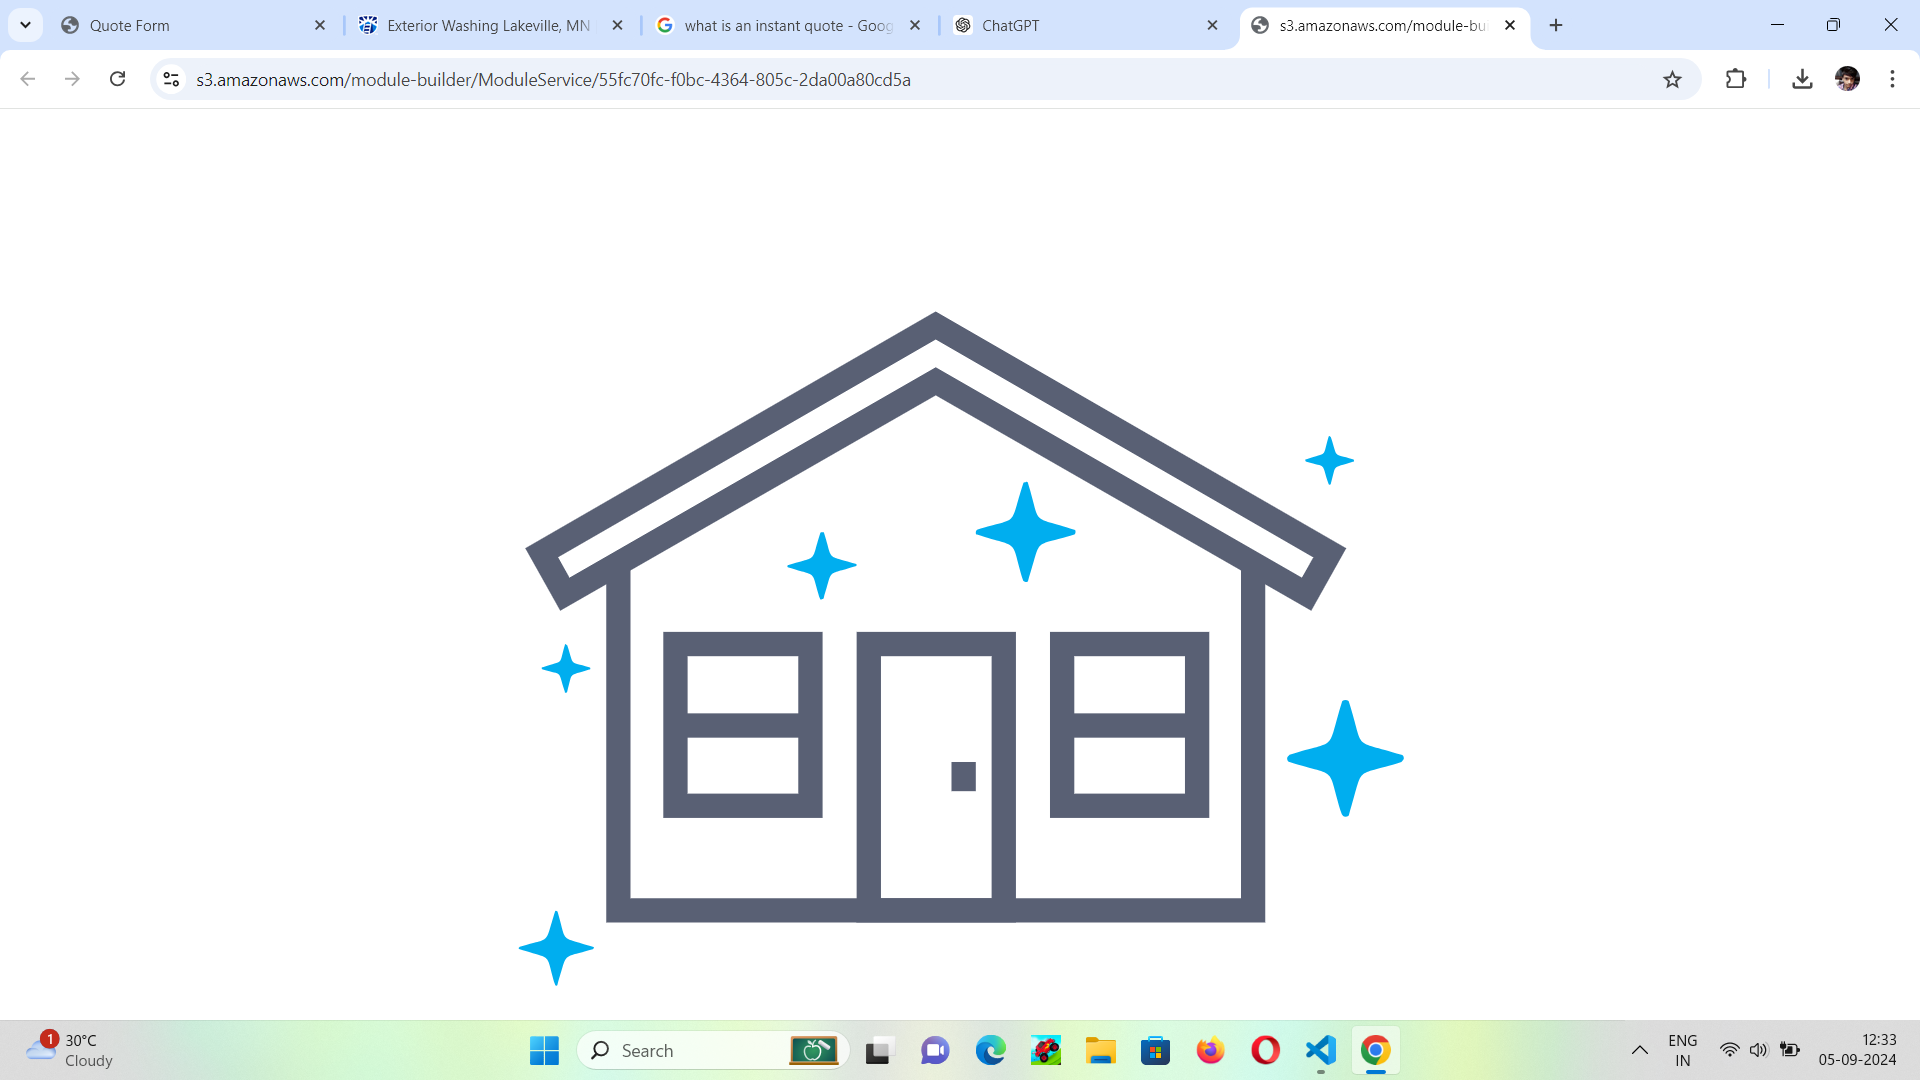 Quote Form
Exterior Washing Lakeville, MN
what is an instant quote - Goog
ChatGPT
s3.amazonaws.com/module-bu
s3.amazonaws.com/module-builder/ModuleService/55fc70fc-f0bc-4364-805c-2da00a80cd5a
1
30°C
Cloudy
Search
ENG
IN
12:33
05-09-2024